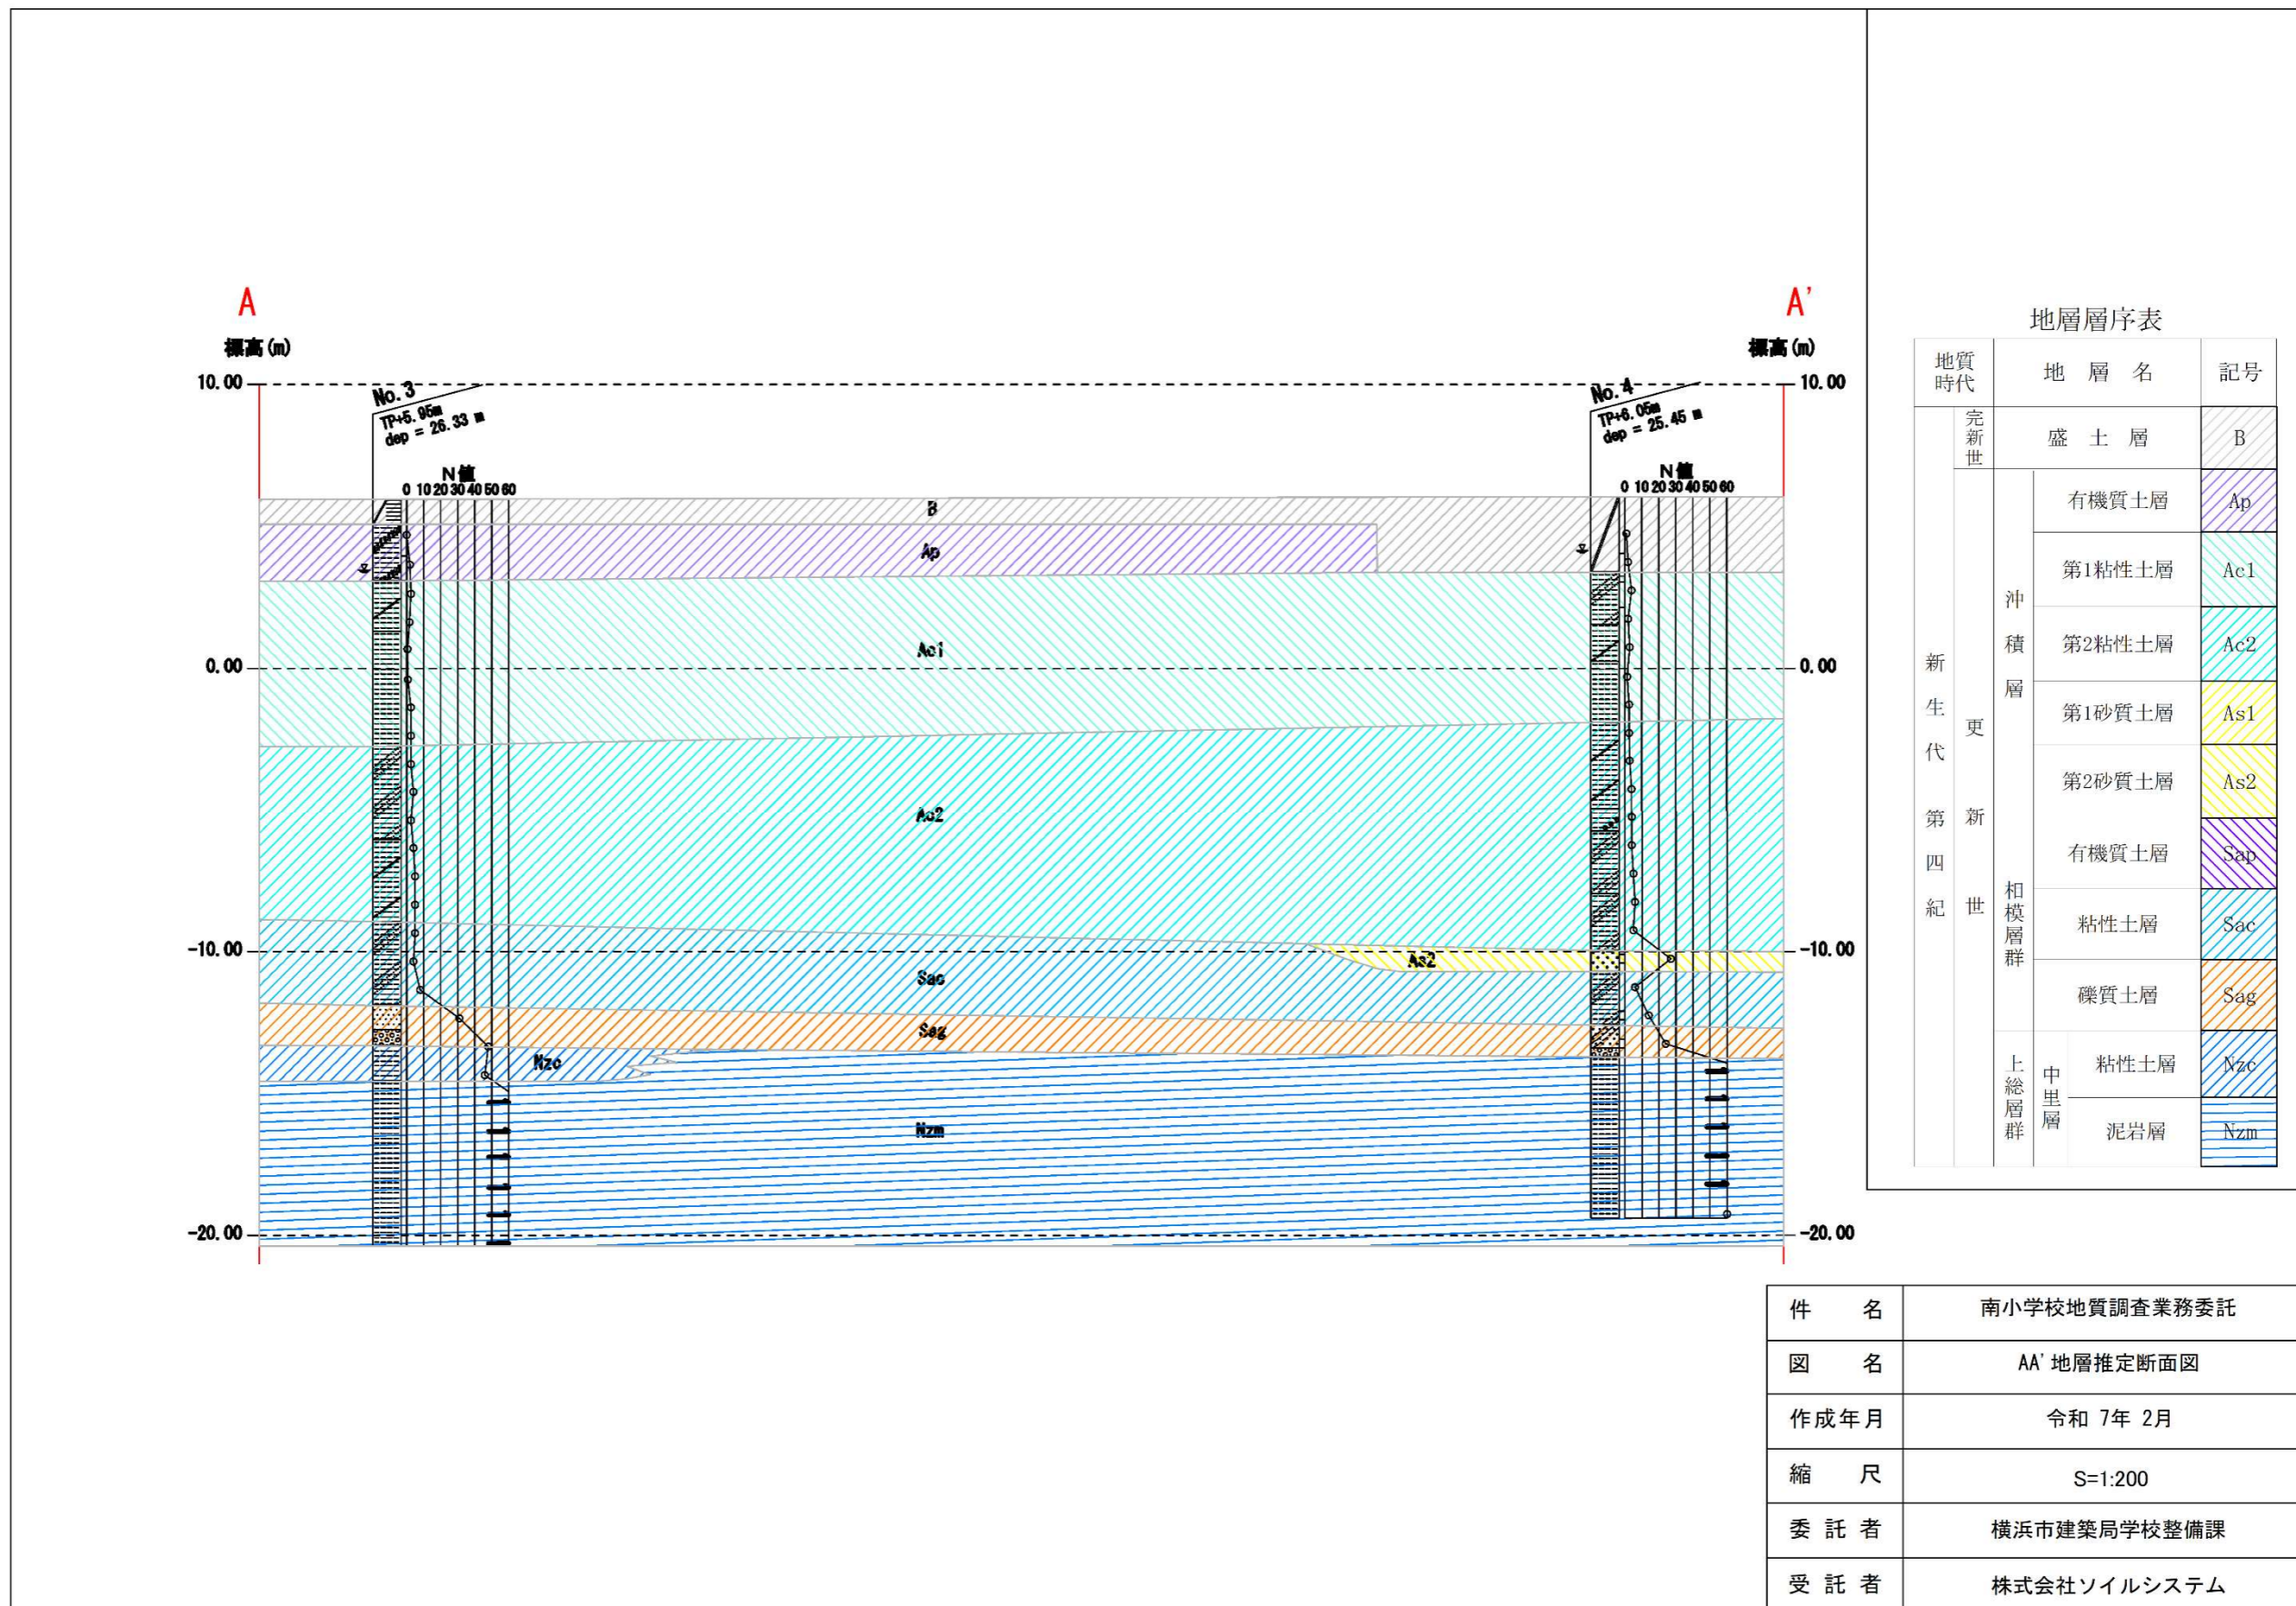 A
A'
標高(m)
標高(m)
10.00
10.00
No. 3
TP+5.95m
dep = 26.33 m
No. 4
TP+6.05m
dep = 25.45 m
N値
0 10 20 30 40 50 60
N値
0 10 20 30 40 50 60
B
Ap
Ac1
0.00
0.00
Ac2
-10.00
-10.00
As2
Sac
Sag
Nzc
Nzm
-20.00
-20.00
地層層序表
地質時代
地 層 名
記号
新生代 第四紀
完新世
盛 土 層
B
更新世
沖積層
有機質土層
Ap
第1粘性土層
Ac1
第2粘性土層
Ac2
第1砂質土層
As1
第2砂質土層
As2
相模層群
有機質土層
Sap
粘性土層
Sac
礫質土層
Sag
上総層群
中里層
粘性土層
Nzc
泥岩層
Nzm
件 名 南小学校地質調査業務委託
図 名 AA'地層推定断面図
作成年月 令和 7年 2月
縮 尺 S=1:200
委 託 者 横浜市建築局学校整備課
受 託 者 株式会社ソイルシステム